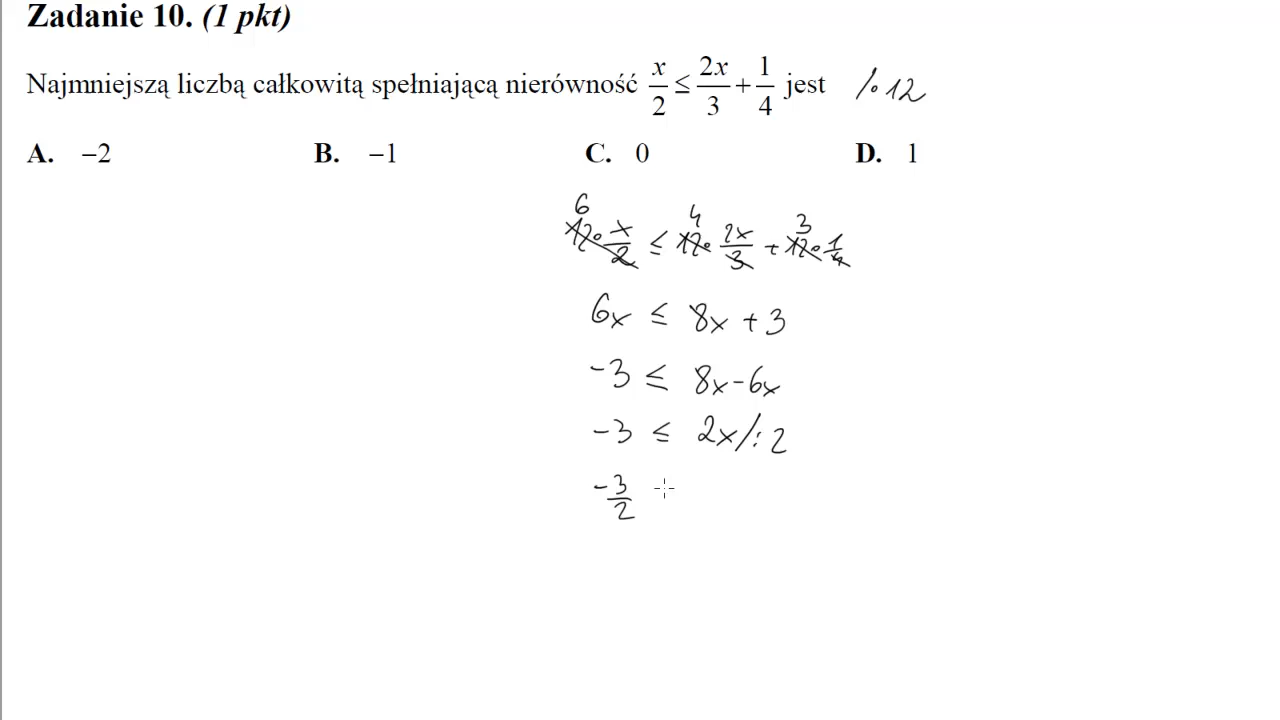 Zadanie 10. (1 pkt)
Najmniejszą liczbą całkowitą spełniającą nierówność x/2 ≤ 2x/3 + 1/4 jest /·12
A. −2 B. −1 C. 0 D. 1
6 4 3
12· x/2 ≤ 12· 2x/3 + 12· 1/4
6x ≤ 8x + 3
-3 ≤ 8x-6x
-3 ≤ 2x/:2
-3/2